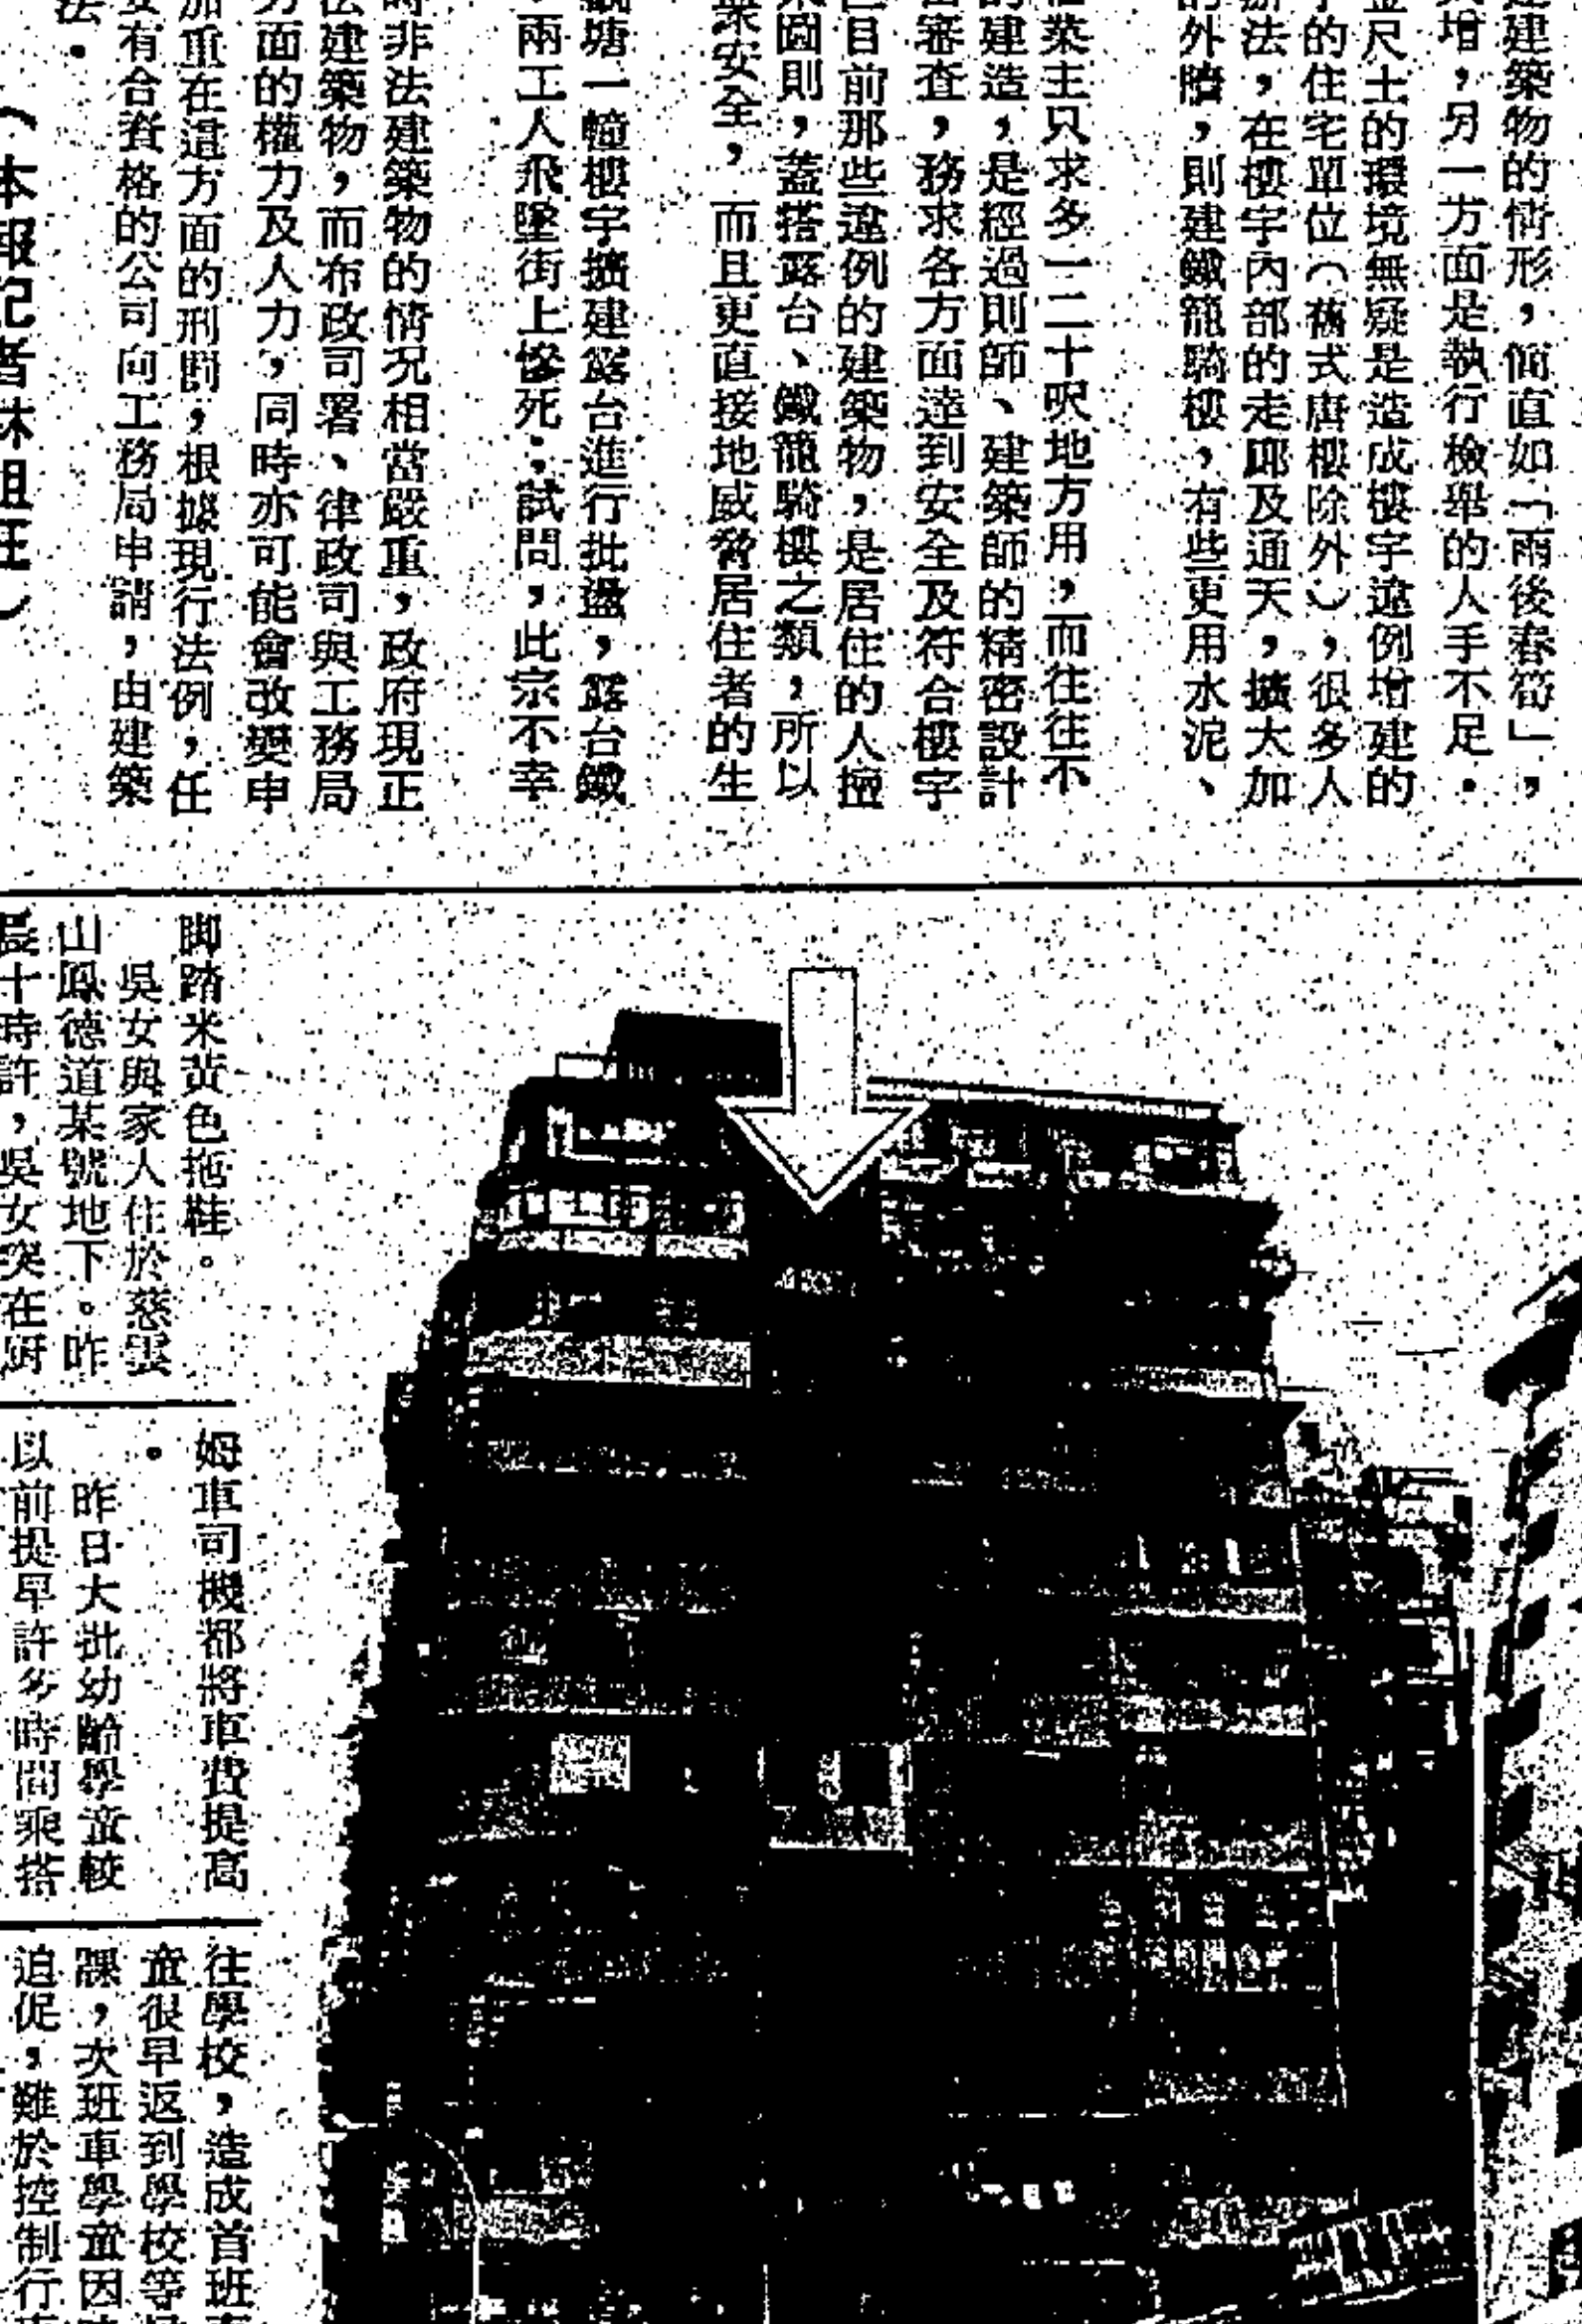 建築物的情形，簡直如「雨後春筍」，
增，另一方面是執行檢舉的人手不足。
金尺土的環境無疑是造成樓宇違例增建的
的住宅單位（舊式唐樓除外），很多人
辦法，在樓宇內部的走廊及通天，擴大加
的外牆，則建鐵籠騎樓，有些更用水泥、
業主只求多一二十呎地方用，而往往不
的建造，是經過則師、建築師的精密設計
審查，務求各方面達到安全及符合樓宇
目前那些違例的建築物，是居住的人擅
圖則，蓋搭露台、鐵籠騎樓之類，所以
衆安全，而且更直接地威脅居住者的生
觀塘一幢樓宇擴建露台進行批盪，露台鐵
，兩工人飛墜街上慘死；試問，此宗不幸
時非法建築物的情況相當嚴重，政府現正
法建築物，而布政司署、律政司與工務局
方面的權力及人力，同時亦可能會改變申
加重在這方面的刑罰，根據現行法例，任
有合資格的公司向工務局申請，由建築
法。
（本報記者
脚踏米黃色拖鞋。
吳女與家人住於慈雲
山鳳德道某號地下。昨
晨十時許，吳女突在厨
姆車司機都將車費提高
。
昨日大批幼齡學童較
以前提早許多時間乘搭
往學校，造成首班
童很早返到學校等
課，次班車學童因
迫促，難於控制行